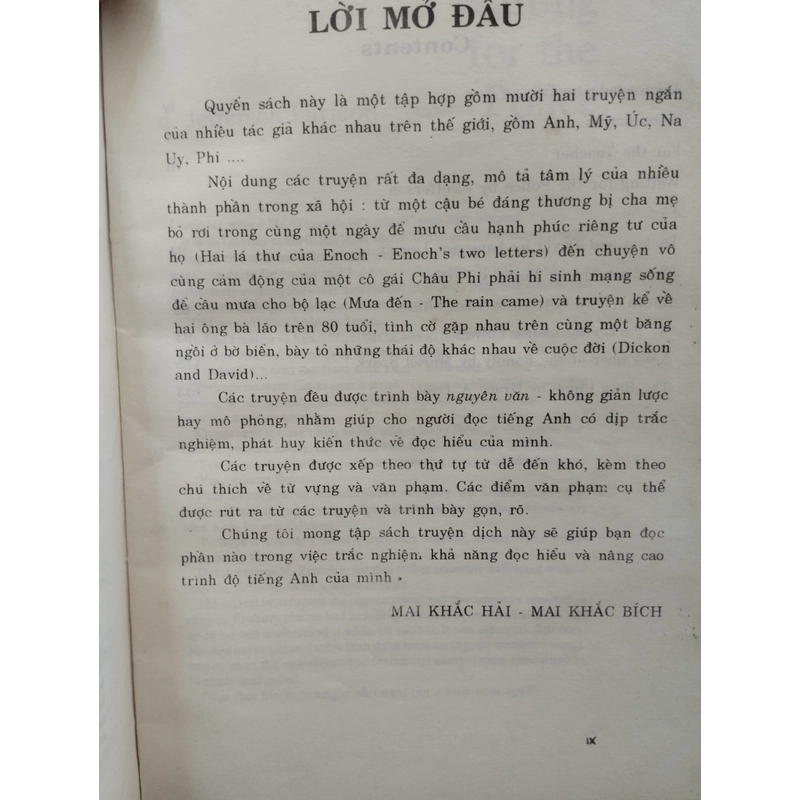 LỜI MỞ ĐẦU
Quyển sách này là một tập hợp gồm mười hai truyện ngắn
của nhiều tác giả khác nhau trên thế giới, gồm Anh, Mỹ, Úc, Na
Uy, Phi ....
Nội dung các truyện rất đa dạng, mô tả tâm lý của nhiều
thành phần trong xã hội : từ một cậu bé đáng thương bị cha mẹ
bỏ rơi trong cùng một ngày để mưu cầu hạnh phúc riêng tư của
họ (Hai lá thư của Enoch - Enoch's two letters) đến chuyện vô
cùng cảm động của một cô gái Châu Phi phải hi sinh mạng sống
để cầu mưa cho bộ lạc (Mưa đến - The rain came) và truyện kể về
hai ông bà lão trên 80 tuổi, tình cờ gặp nhau trên cùng một băng
ngồi ở bờ biển, bày tỏ những thái độ khác nhau về cuộc đời (Dickon
and David)...
Các truyện đều được trình bày nguyên văn - không giản lược
hay mô phỏng, nhằm giúp cho người đọc tiếng Anh có dịp trắc
nghiệm, phát huy kiến thức về đọc hiểu của mình.
Các truyện được xếp theo thứ tự từ dễ đến khó, kèm theo
chú thích về từ vựng và văn phạm. Các điểm văn phạm cụ thể
được rút ra từ các truyện và trình bày gọn, rõ.
Chúng tôi mong tập sách truyện dịch này sẽ giúp bạn đọc
phần nào trong việc trắc nghiệm khả năng đọc hiểu và nâng cao
trình độ tiếng Anh của mình.
MAI KHẮC HẢI - MAI KHẮC BÍCH
IX